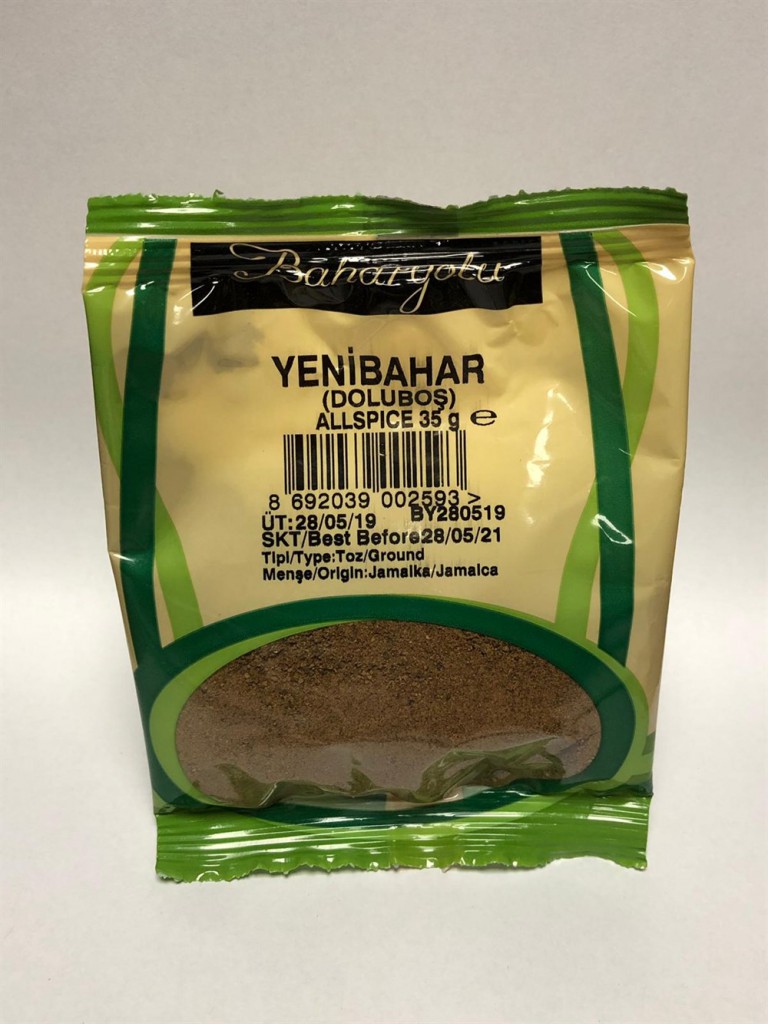 Baharyolu
YENİBAHAR
(DOLUBOŞ)
ALLSPICE 35 g ℮
8 692039 002593 >
BY280519
ÜT:28/05/19
SKT/Best Before28/05/21
Tipi/Type:Toz/Ground
Menşe/Origin:Jamaika/Jamaica